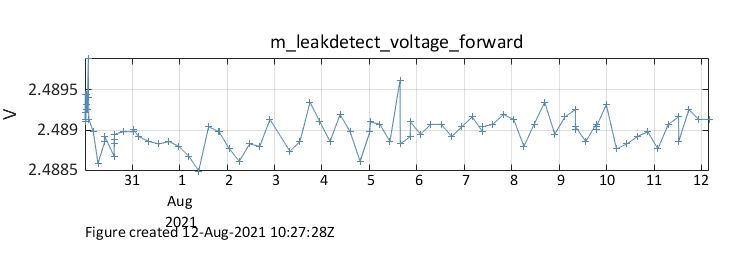 m_leakdetect_voltage_forward
V
2.4895
2.489
2.4885
31 1 2 3 4 5 6 7 8 9 10 11 12
Aug
2021
Figure created 12-Aug-2021 10:27:28Z